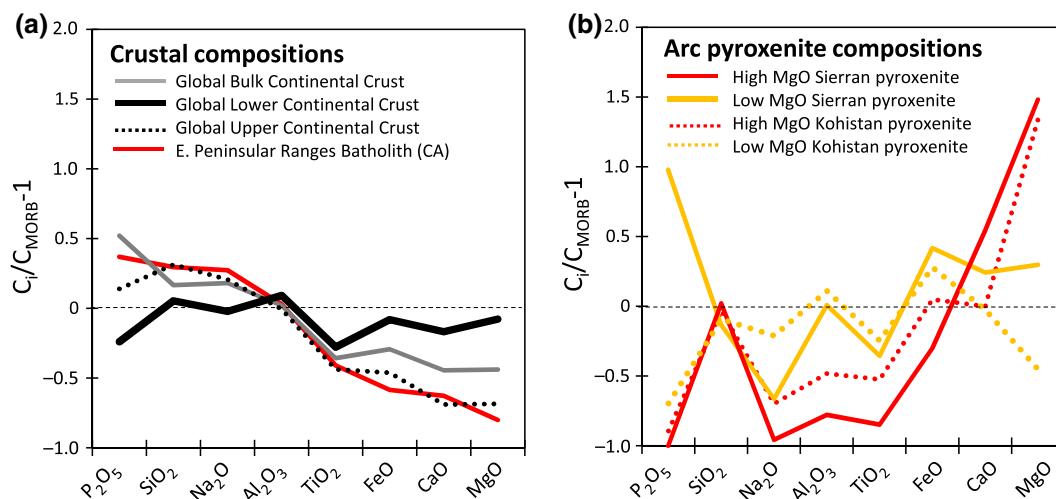 (a)
2.0
1.5
1.0
0.5
0
−0.5
−1.0
Cᵢ/C_MORB-1
Crustal compositions
Global Bulk Continental Crust
Global Lower Continental Crust
Global Upper Continental Crust
E. Peninsular Ranges Batholith (CA)
P₂O₅
SiO₂
Na₂O
Al₂O₃
TiO₂
FeO
CaO
MgO
(b)
2.0
1.5
1.0
0.5
0
−0.5
−1.0
Cᵢ/C_MORB-1
Arc pyroxenite compositions
High MgO Sierran pyroxenite
Low MgO Sierran pyroxenite
High MgO Kohistan pyroxenite
Low MgO Kohistan pyroxenite
P₂O₅
SiO₂
Na₂O
Al₂O₃
TiO₂
FeO
CaO
MgO